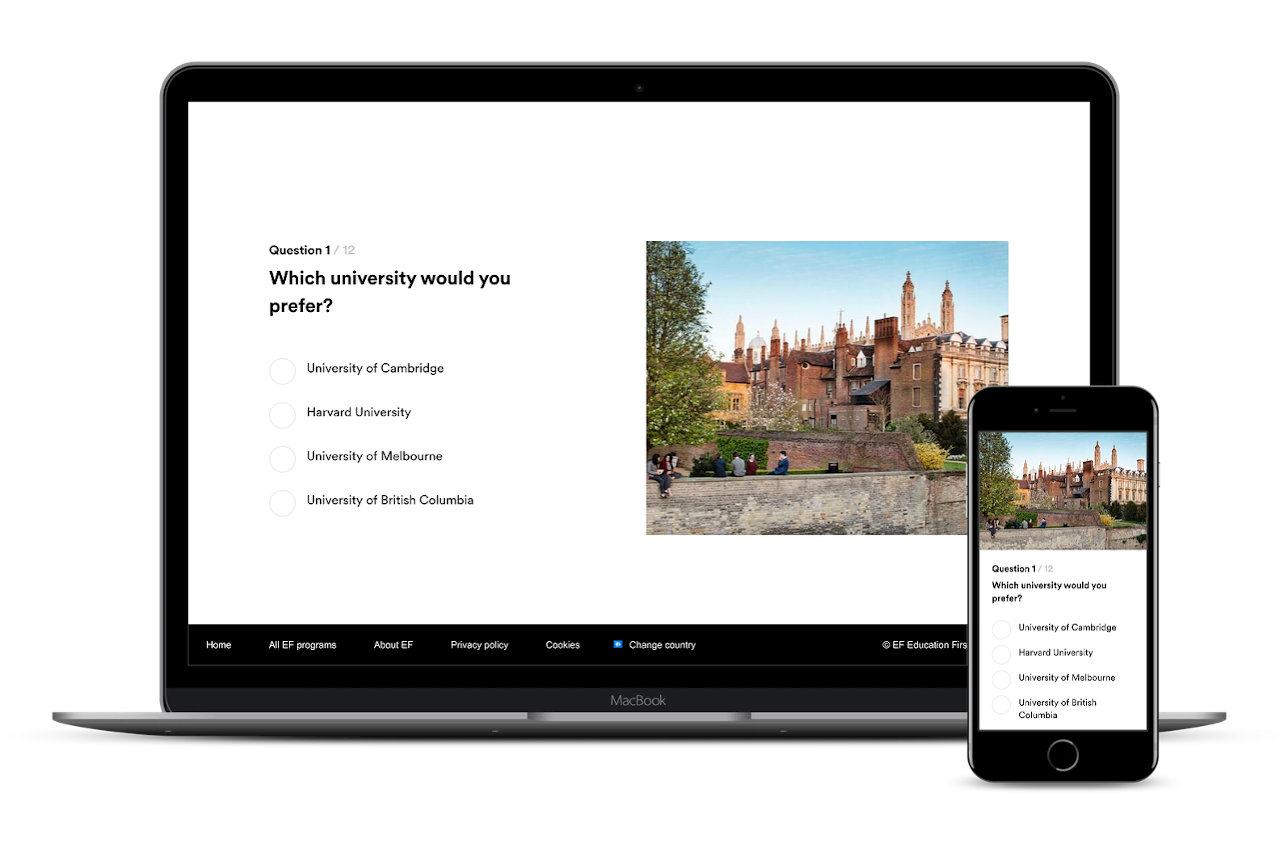 Question 1 / 12
Which university would you
prefer?
University of Cambridge
Harvard University
University of Melbourne
University of British Columbia
Home All EF programs About EF Privacy policy Cookies Change country © EF Education
MacBook
Question 1 / 12
Which university would you
prefer?
University of Cambridge
Harvard University
University of Melbourne
University of British
Columbia